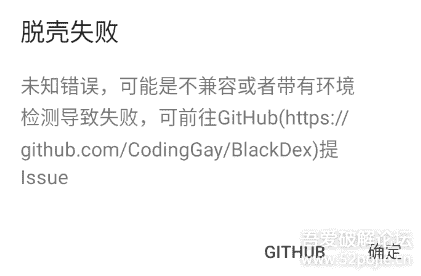 脱壳失败
未知错误，可能是不兼容或者带有环境
检测导致失败，可前往GitHub(https://
github.com/CodingGay/BlackDex)提
Issue
GITHUB 确定
吾爱破解论坛
www.52pojie.cn